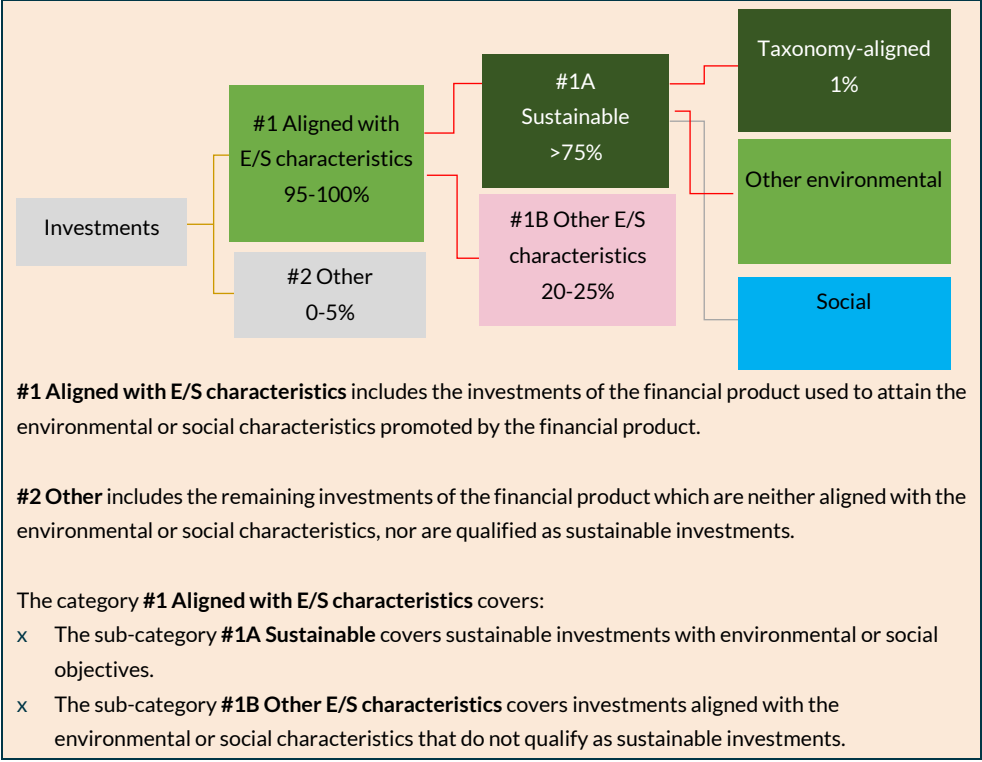 Investments
#1 Aligned with
E/S characteristics
95-100%
#2 Other
0-5%
#1A
Sustainable
>75%
#1B Other E/S
characteristics
20-25%
Taxonomy-aligned
1%
Other environmental
Social
#1 Aligned with E/S characteristics includes the investments of the financial product used to attain the
environmental or social characteristics promoted by the financial product.
#2 Other includes the remaining investments of the financial product which are neither aligned with the
environmental or social characteristics, nor are qualified as sustainable investments.
The category #1 Aligned with E/S characteristics covers:
x The sub-category #1A Sustainable covers sustainable investments with environmental or social
objectives.
x The sub-category #1B Other E/S characteristics covers investments aligned with the
environmental or social characteristics that do not qualify as sustainable investments.